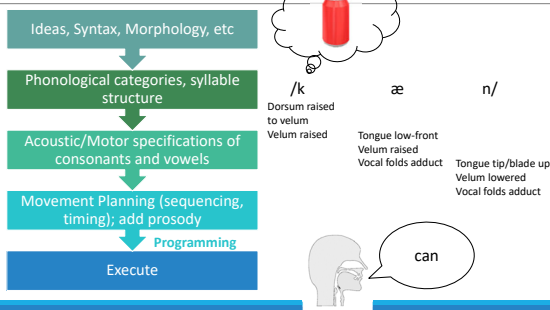 Ideas, Syntax, Morphology, etc
Phonological categories, syllable
structure
Acoustic/Motor specifications of
consonants and vowels
Movement Planning (sequencing,
timing); add prosody
Programming
Execute
/k
Dorsum raised
to velum
Velum raised
æ
Tongue low-front
Velum raised
Vocal folds adduct
n/
Tongue tip/blade up
Velum lowered
Vocal folds adduct
can